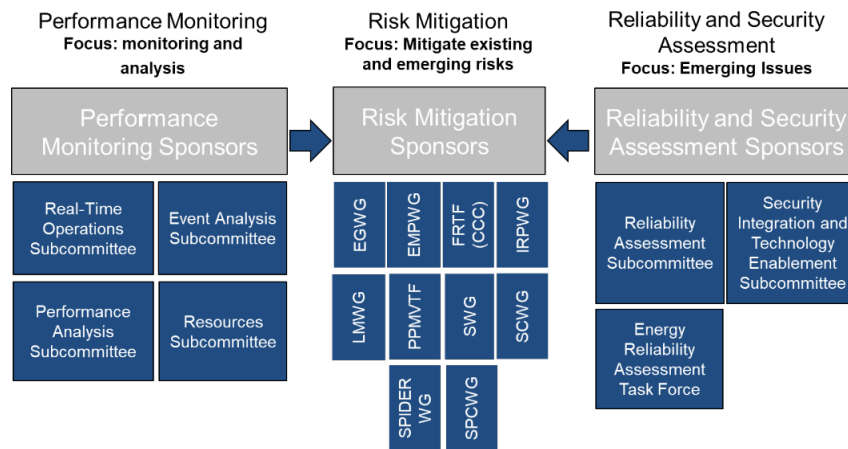 Performance Monitoring
Focus: monitoring and
analysis
Performance
Monitoring Sponsors
Real-Time
Operations
Subcommittee
Event Analysis
Subcommittee
Performance
Analysis
Subcommittee
Resources
Subcommittee
Risk Mitigation
Focus: Mitigate existing
and emerging risks
Risk Mitigation
Sponsors
EGWG
EMPWG
FRTF
(CCC)
IRPWG
LMWG
PPMVTF
SWG
SCWG
SPIDER
WG
SPCWG
Reliability and Security
Assessment
Focus: Emerging Issues
Reliability and Security
Assessment Sponsors
Reliability
Assessment
Subcommittee
Security
Integration and
Technology
Enablement
Subcommittee
Energy
Reliability
Assessment
Task Force